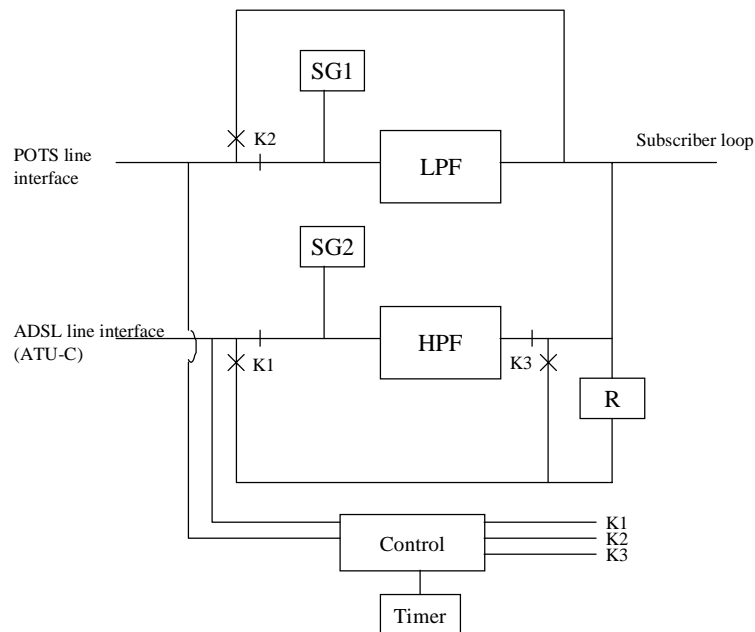 SG1
K2
POTS line
interface
LPF
Subscriber loop
SG2
ADSL line interface
(ATU-C)
K1
HPF
K3
R
Control
K1
K2
K3
Timer